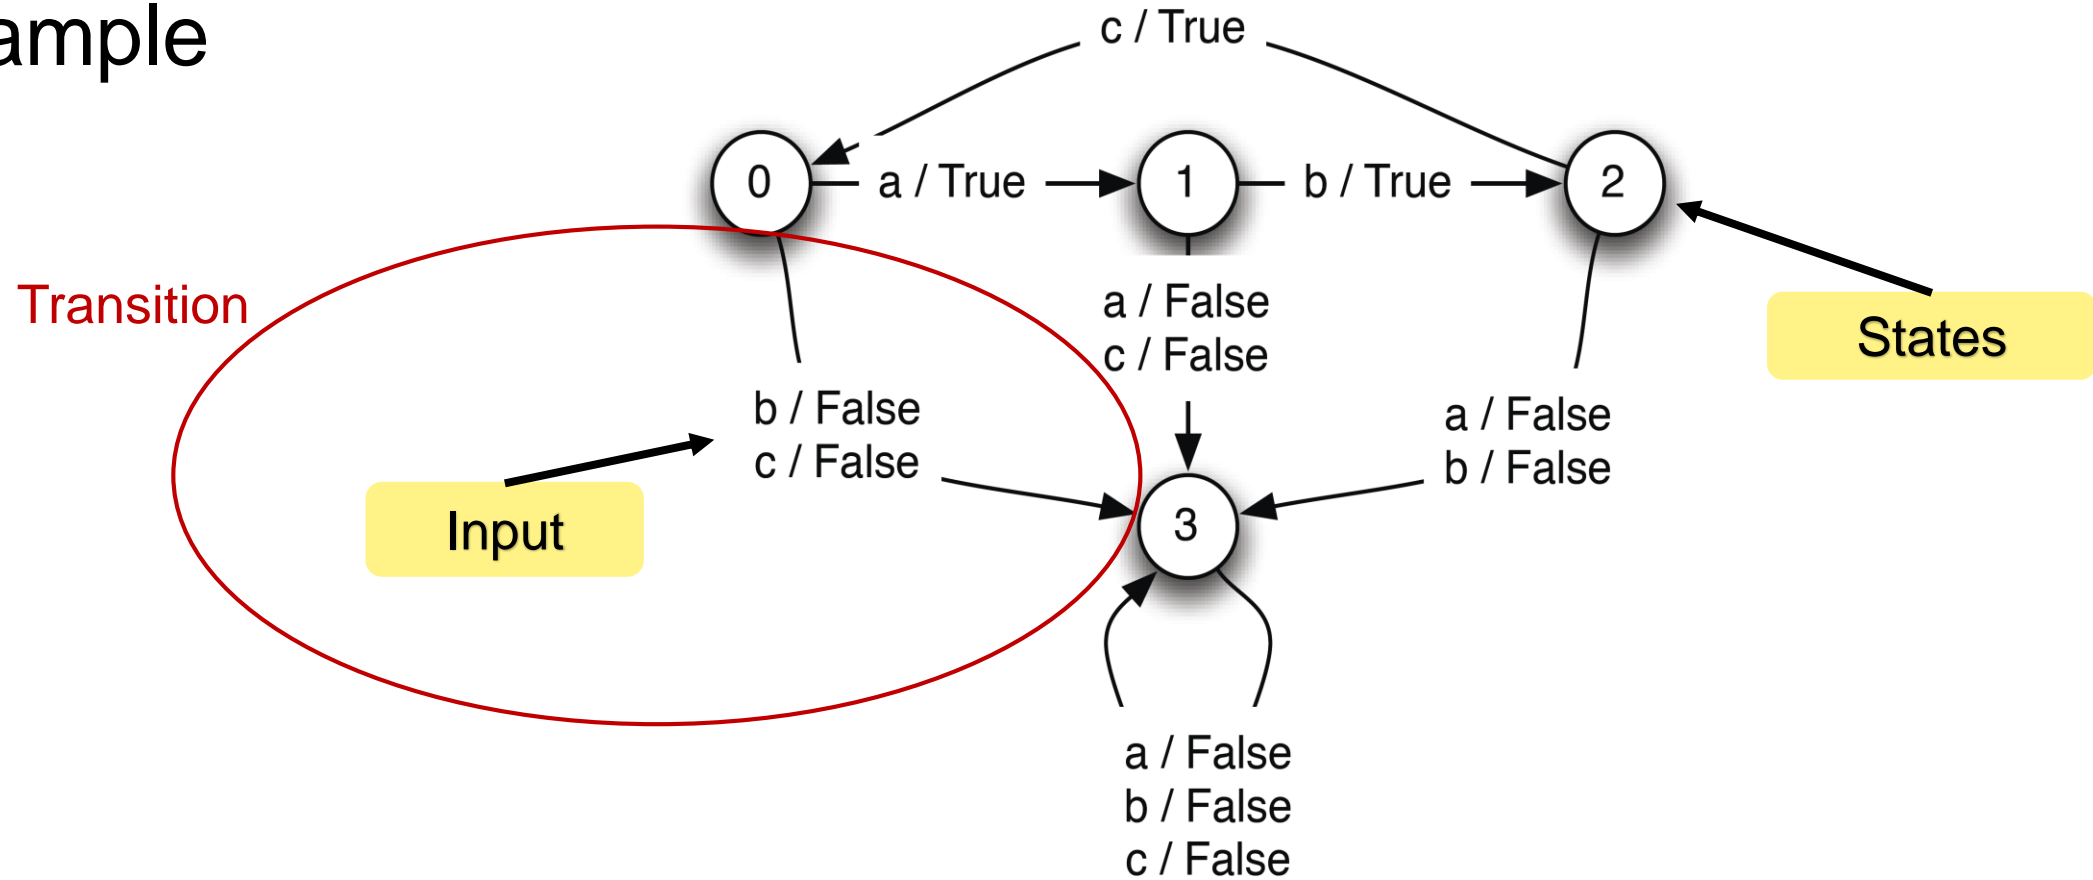 ample
c / True
0
a / True
1
b / True
2
Transition
a / False
c / False
States
b / False
c / False
a / False
b / False
Input
3
a / False
b / False
c / False